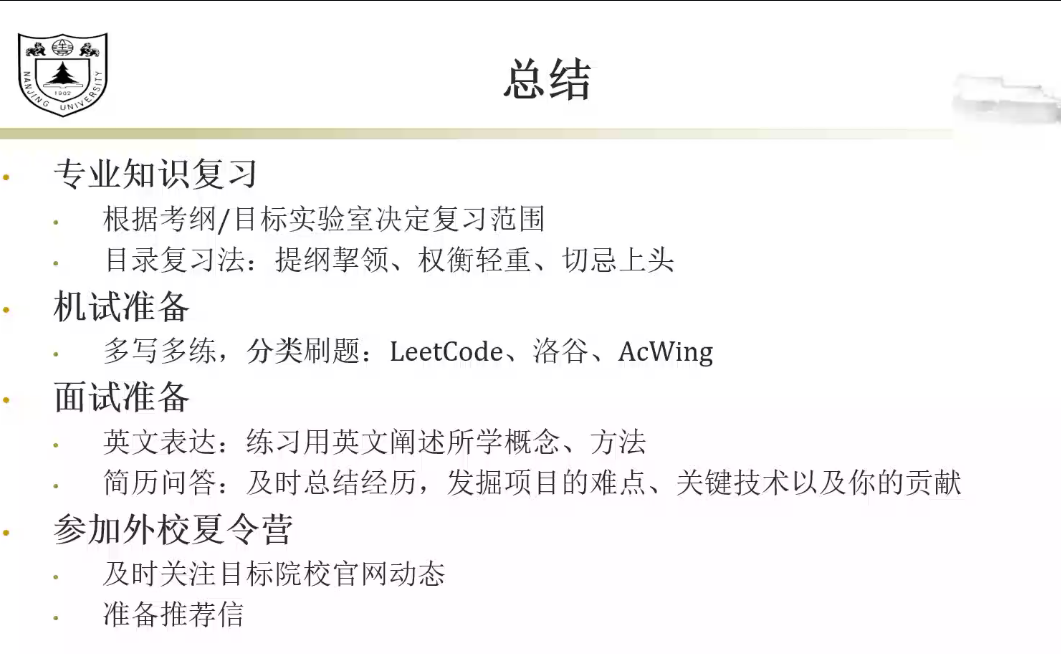 NANJING UNIVERSITY
1902
总结
专业知识复习
根据考纲/目标实验室决定复习范围
目录复习法：提纲挈领、权衡轻重、切忌上头
机试准备
多写多练，分类刷题：LeetCode、洛谷、AcWing
面试准备
英文表达：练习用英文阐述所学概念、方法
简历问答：及时总结经历，发掘项目的难点、关键技术以及你的贡献
参加外校夏令营
及时关注目标院校官网动态
准备推荐信